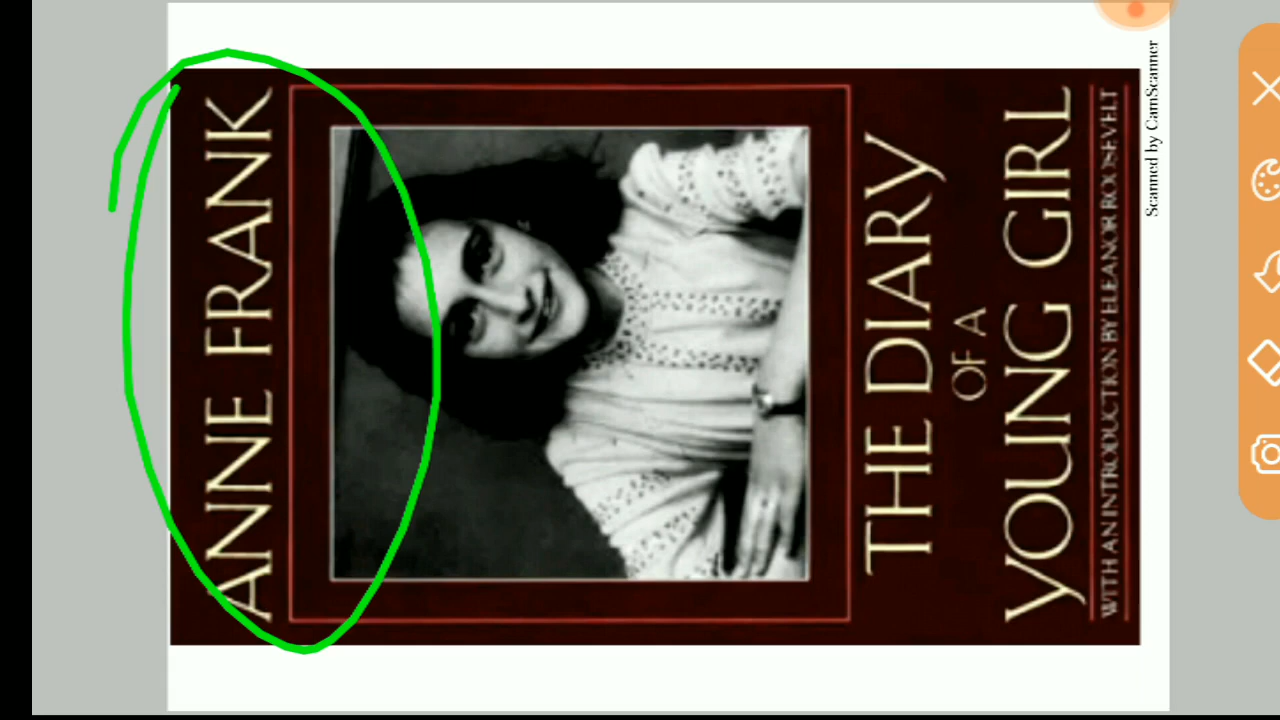 ANNE FRANK
THE DIARY
OF A
YOUNG GIRL
WITH AN INTRODUCTION BY ELEANOR ROOSEVELT
Scanned by CamScanner